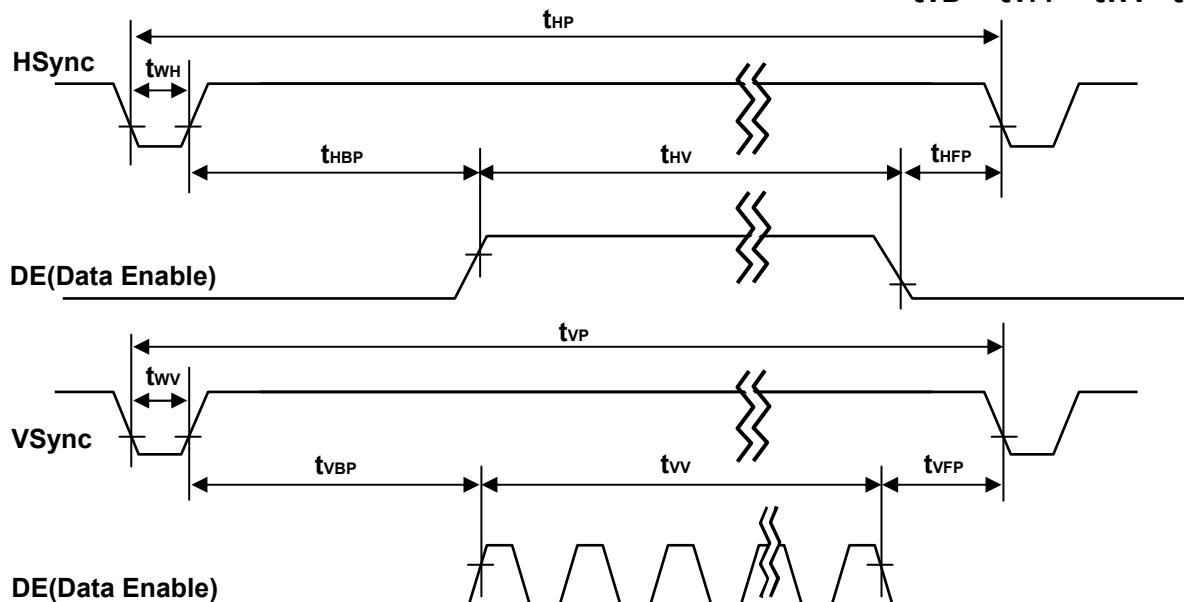 tHP
HSync
tWH
tHBP
tHV
tHFP
DE(Data Enable)
tVP
tWV
VSync
tVBP
tVV
tVFP
DE(Data Enable)